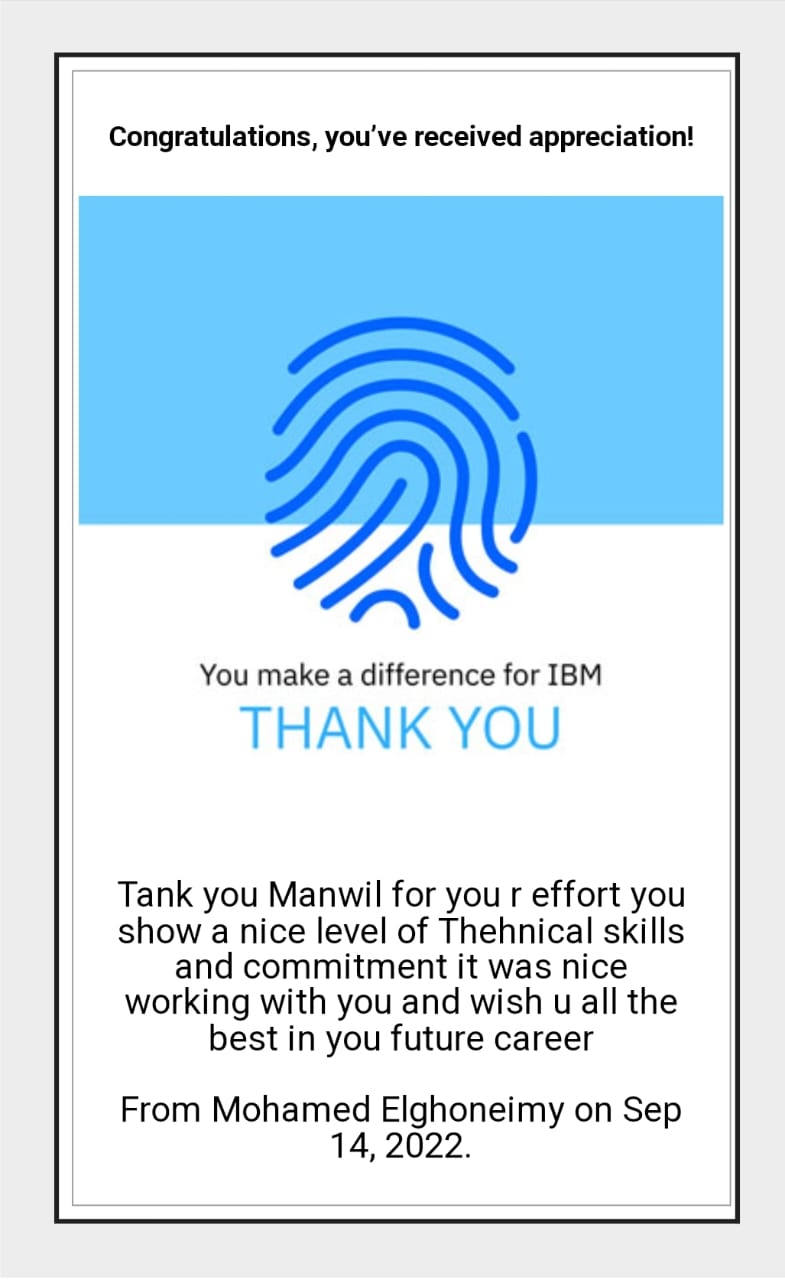 Congratulations, you’ve received appreciation!
You make a difference for IBM
THANK YOU
Tank you Manwil for you r effort you
show a nice level of Thehnical skills
and commitment it was nice
working with you and wish u all the
best in you future career
From Mohamed Elghoneimy on Sep
14, 2022.